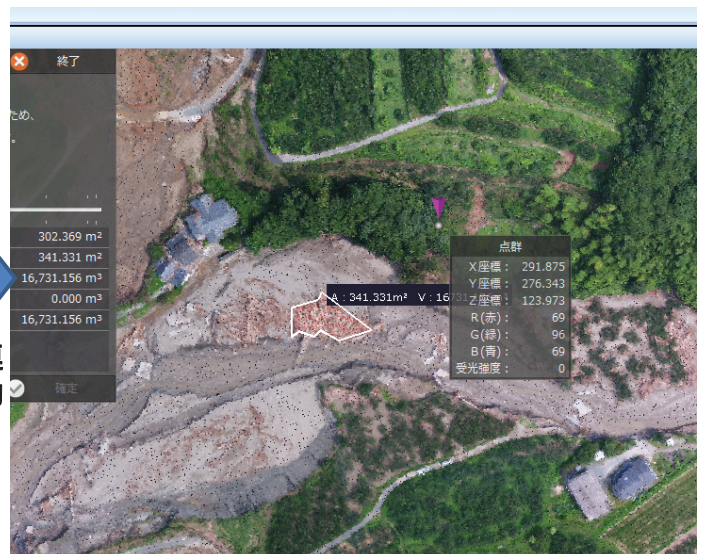 終了
ため、
。
302.369 m²
341.331 m²
16,731.156 m³
0.000 m³
16,731.156 m³
確定
A : 341.331m² V : 16,731
点群
X座標 : 291.875
Y座標 : 276.343
Z座標 : 123.973
R(赤) : 69
G(緑) : 96
B(青) : 69
受光強度 : 0